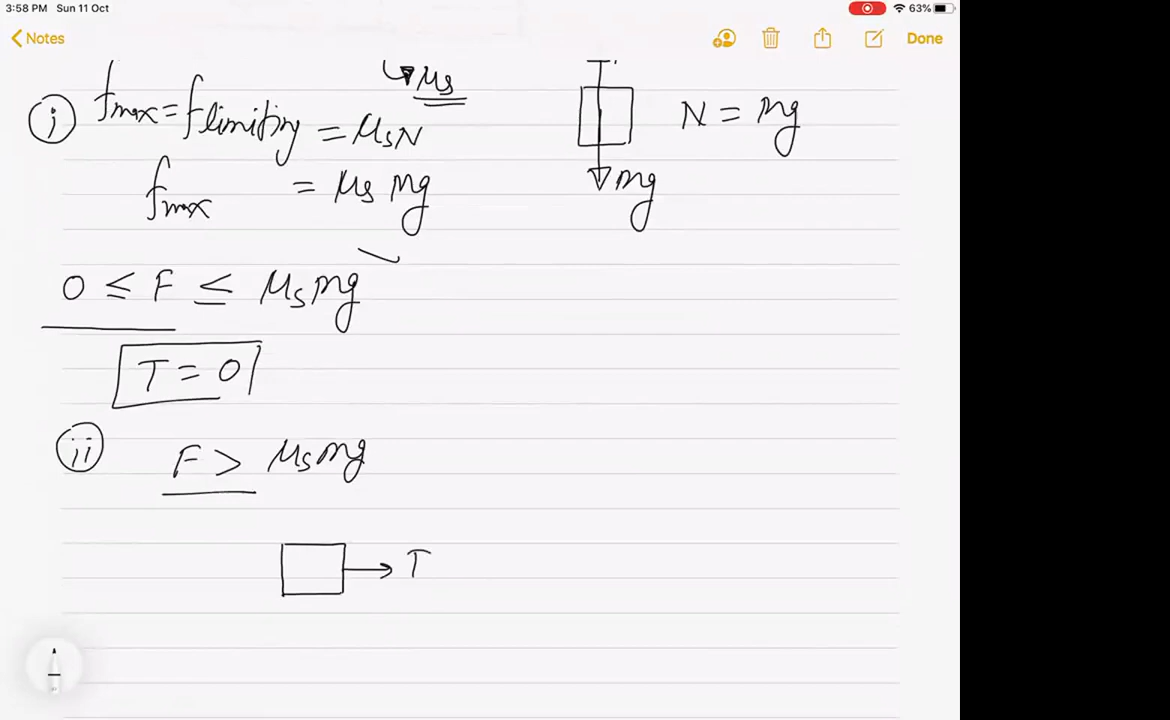 3:58 PM Sun 11 Oct 63%
Notes Done
μs
(i) fmax = flimiting = μsN
N = mg
fmax = μs mg
mg
0 ≤ F ≤ μsmg
T = 0
(ii) F > μsmg
T